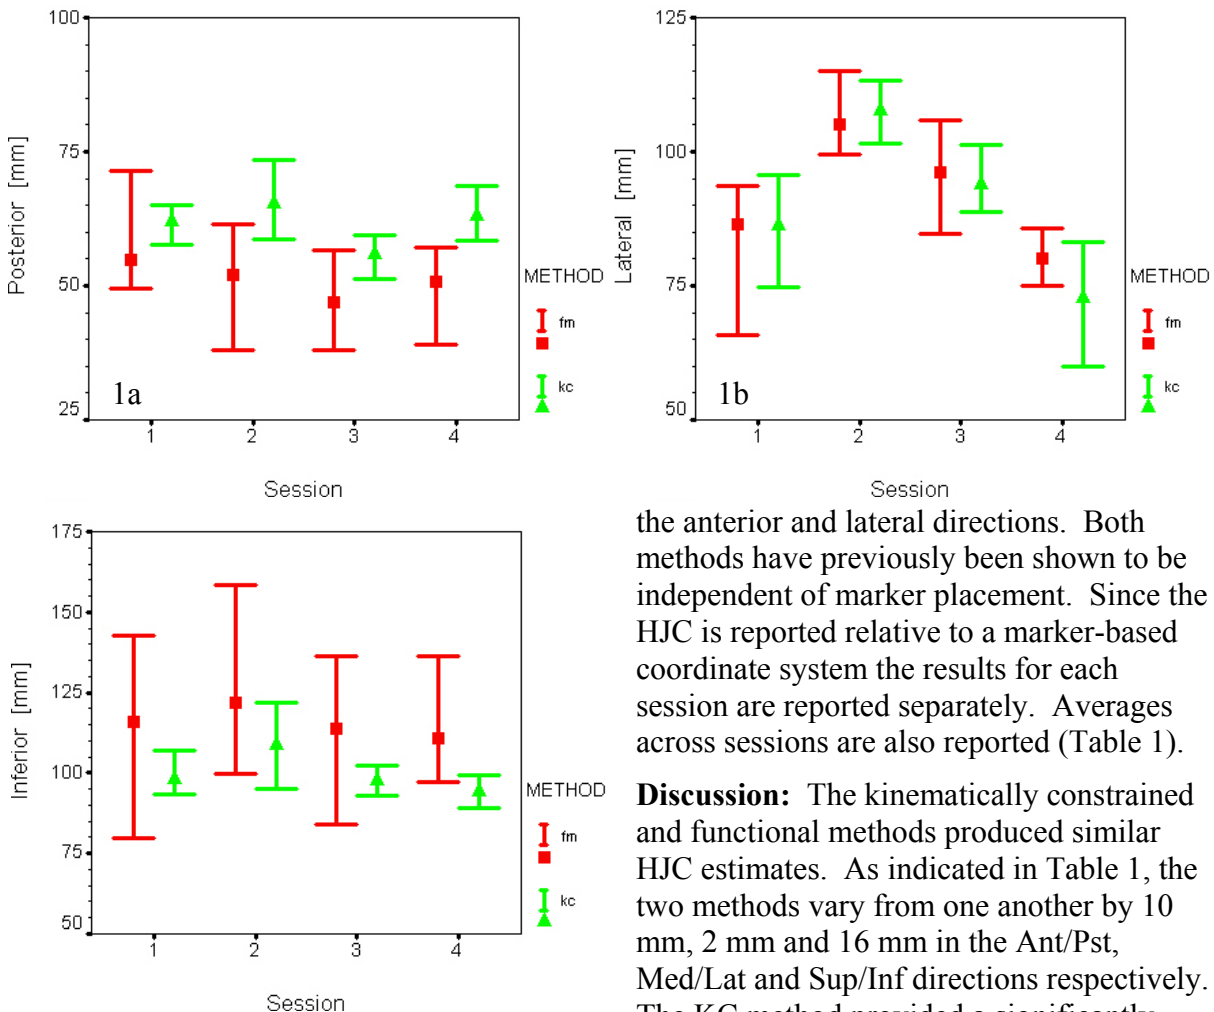 100
75
50
25
Posterior [mm]
1a
1
2
3
4
Session
METHOD
fm
kc
125
100
75
50
Lateral [mm]
1b
1
2
3
4
Session
METHOD
fm
kc
175
150
125
100
75
50
Inferior [mm]
1
2
3
4
Session
METHOD
fm
kc
the anterior and lateral directions. Both
methods have previously been shown to be
independent of marker placement. Since the
HJC is reported relative to a marker-based
coordinate system the results for each
session are reported separately. Averages
across sessions are also reported (Table 1).
Discussion: The kinematically constrained
and functional methods produced similar
HJC estimates. As indicated in Table 1, the
two methods vary from one another by 10
mm, 2 mm and 16 mm in the Ant/Pst,
Med/Lat and Sup/Inf directions respectively.
The KC method provided a significantly